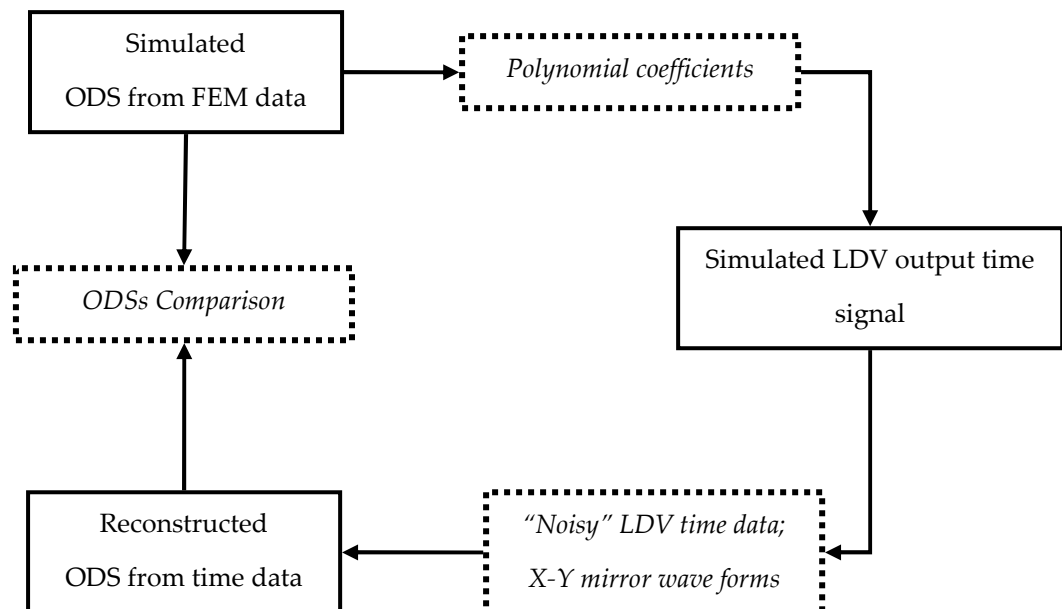 Simulated
ODS from FEM data
Polynomial coefficients
Simulated LDV output time
signal
ODSs Comparison
“Noisy” LDV time data;
X-Y mirror wave forms
Reconstructed
ODS from time data